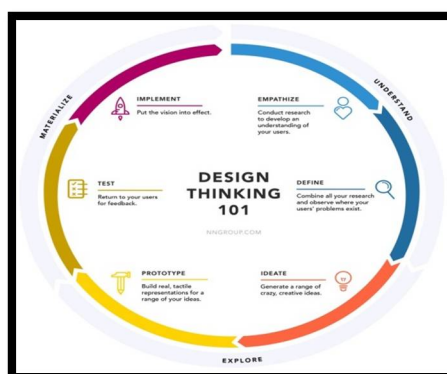 DESIGN
THINKING
101
NNGROUP.COM
UNDERSTAND
EMPATHIZE
Conduct research
to develop an
understanding of
your users.
DEFINE
Combine all your research
and observe where your
users' problems exist.
EXPLORE
IDEATE
Generate a range of
crazy, creative ideas.
PROTOTYPE
Build real, tactile
representations for a
range of your ideas.
MATERIALIZE
TEST
Return to your users
for feedback.
IMPLEMENT
Put the vision into effect.